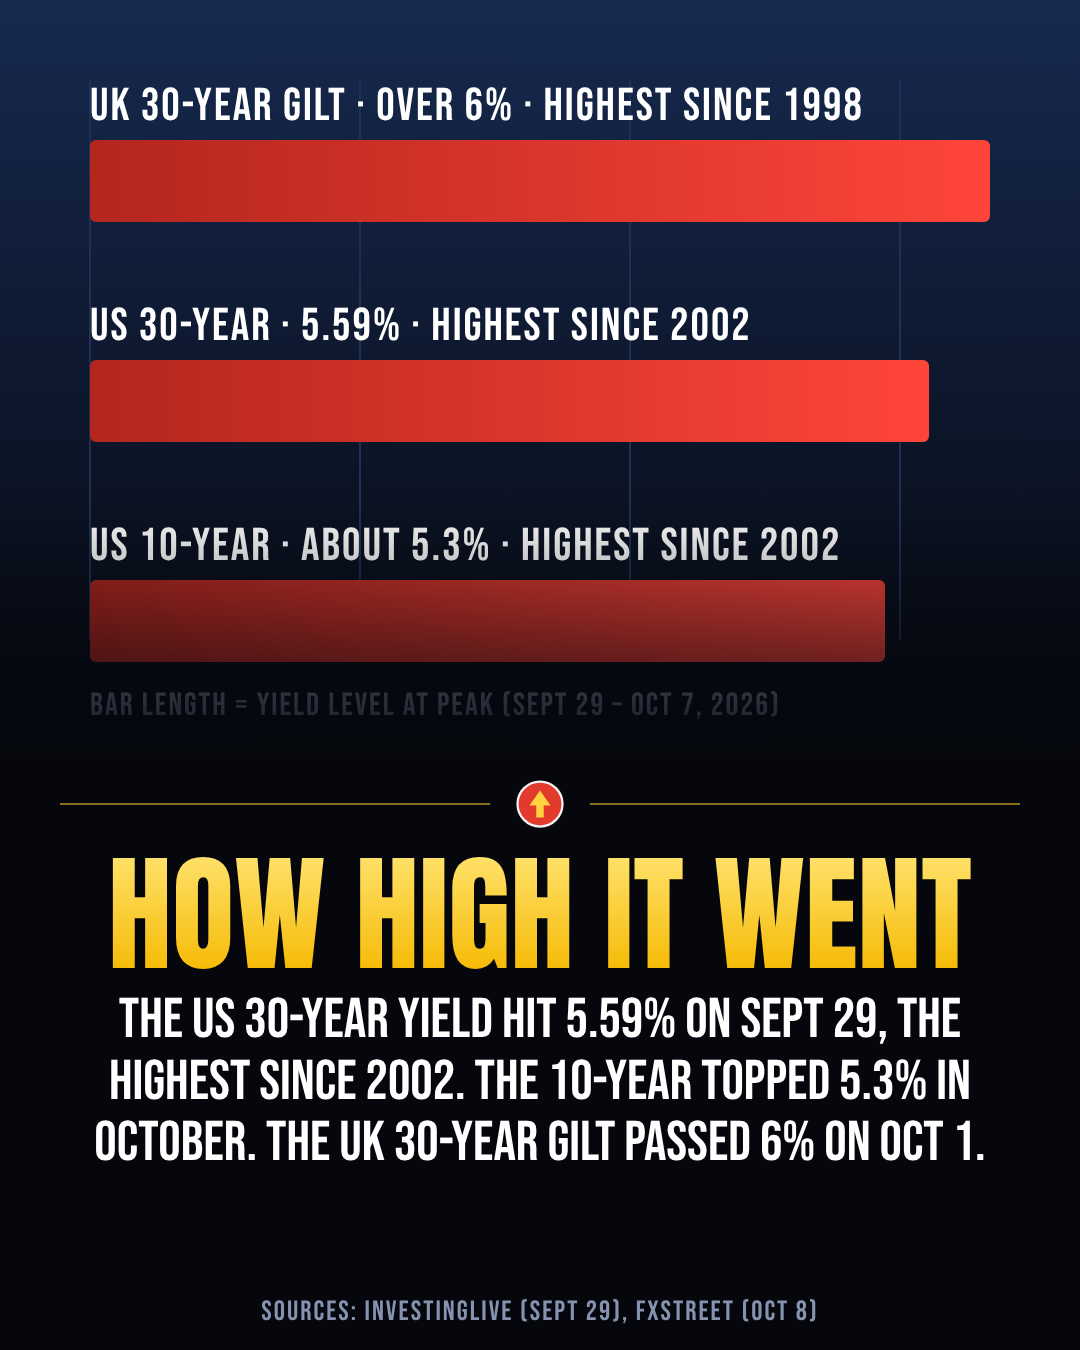 UK 30-YEAR GILT · OVER 6% · HIGHEST SINCE 1998
US 30-YEAR · 5.59% · HIGHEST SINCE 2002
US 10-YEAR · ABOUT 5.3% · HIGHEST SINCE 2002
BAR LENGTH = YIELD LEVEL AT PEAK (SEPT 29 – OCT 7, 2026)
HOW HIGH IT WENT
THE US 30-YEAR YIELD HIT 5.59% ON SEPT 29, THE
HIGHEST SINCE 2002. THE 10-YEAR TOPPED 5.3% IN
OCTOBER. THE UK 30-YEAR GILT PASSED 6% ON OCT 1.
SOURCES: INVESTINGLIVE (SEPT 29), FXSTREET (OCT 8)